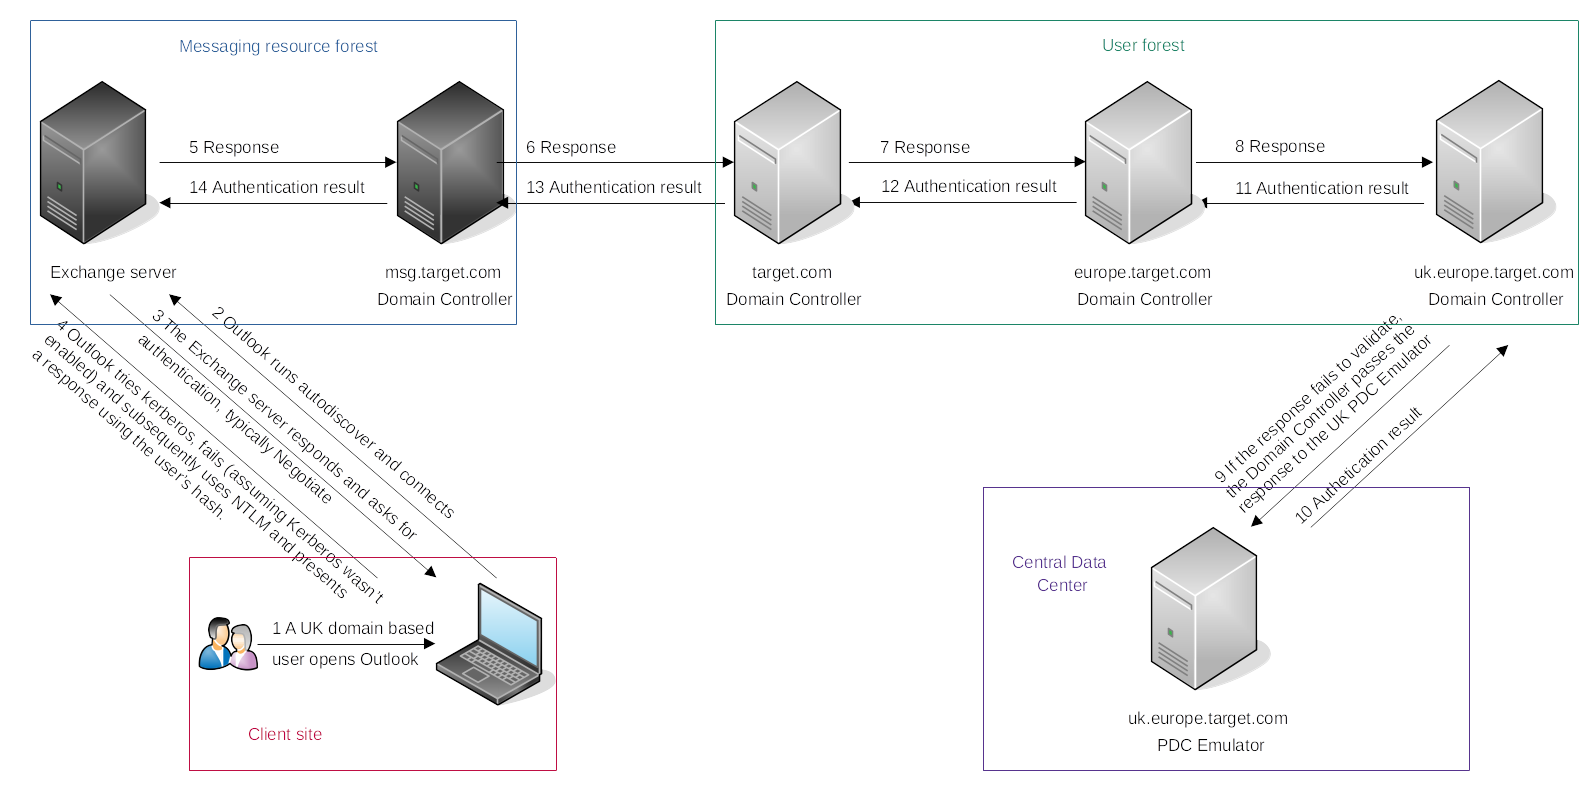 Messaging resource forest
User forest
5 Response
6 Response
7 Response
8 Response
14 Authentication result
13 Authentication result
12 Authentication result
11 Authentication result
Exchange server
msg.target.com
Domain Controller
target.com
Domain Controller
europe.target.com
Domain Controller
uk.europe.target.com
Domain Controller
2 Outlook runs autodiscover and connects
3 The Exchange server responds and asks for
authentication, typically Negotiate
4 Outlook tries kerberos, fails (assuming Kerberos wasn't
enabled) and subsequently uses NTLM and presents
a response using the user's hash.
9 If the response fails to validate,
the Domain Controller passes the
response to the UK PDC Emulator
10 Authetication result
1 A UK domain based
user opens Outlook
Client site
Central Data
Center
uk.europe.target.com
PDC Emulator